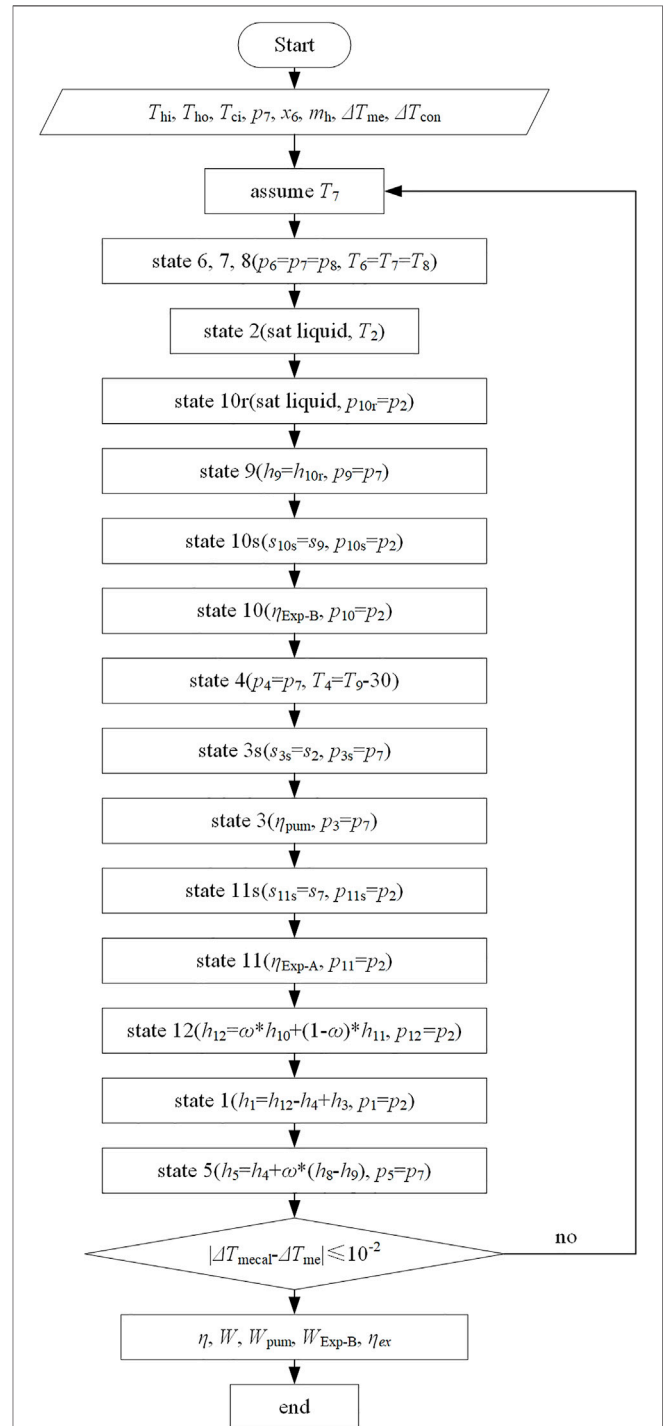 Start
T_hi, T_ho, T_ci, p_7, x_6, m_h, ΔT_me, ΔT_con
assume T_7
state 6, 7, 8(p_6=p_7=p_8, T_6=T_7=T_8)
state 2(sat liquid, T_2)
state 10r(sat liquid, p_10r=p_2)
state 9(h_9=h_10r, p_9=p_7)
state 10s(s_10s=s_9, p_10s=p_2)
state 10(η_Exp-B, p_10=p_2)
state 4(p_4=p_7, T_4=T_9-30)
state 3s(s_3s=s_2, p_3s=p_7)
state 3(η_pum, p_3=p_7)
state 11s(s_11s=s_7, p_11s=p_2)
state 11(η_Exp-A, p_11=p_2)
state 12(h_12=ω*h_10+(1-ω)*h_11, p_12=p_2)
state 1(h_1=h_12-h_4+h_3, p_1=p_2)
state 5(h_5=h_4+ω*(h_8-h_9), p_5=p_7)
|ΔT_mecal-ΔT_me|≤10^-2
no
η, W, W_pum, W_Exp-B, η_ex
end